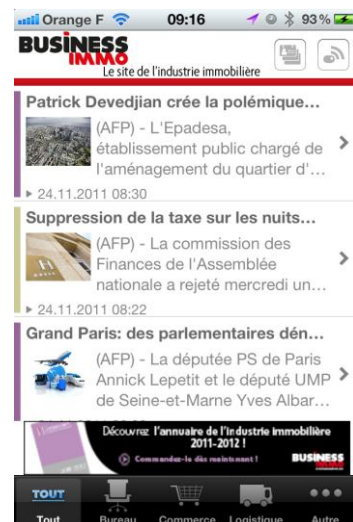 Orange F 09:16 93%
BUSINESS
IMMO
Le site de l'industrie immobilière
Patrick Devedjian crée la polémique...
(AFP) - L'Epadesa,
établissement public chargé de
l'aménagement du quartier d'...
24.11.2011 08:30
Suppression de la taxe sur les nuits...
(AFP) - La commission des
Finances de l'Assemblée
nationale a rejeté mercredi un...
24.11.2011 08:22
Grand Paris: des parlementaires dén...
(AFP) - La députée PS de Paris
Annick Lepetit et le député UMP
de Seine-et-Marne Yves Albar...
Découvrez l'annuaire de l'industrie immobilière
2011-2012 !
Commandez-le dès maintenant !
BUSINESS
IMMO
TOUT
Tout Bureau Commerce Logistique Autre